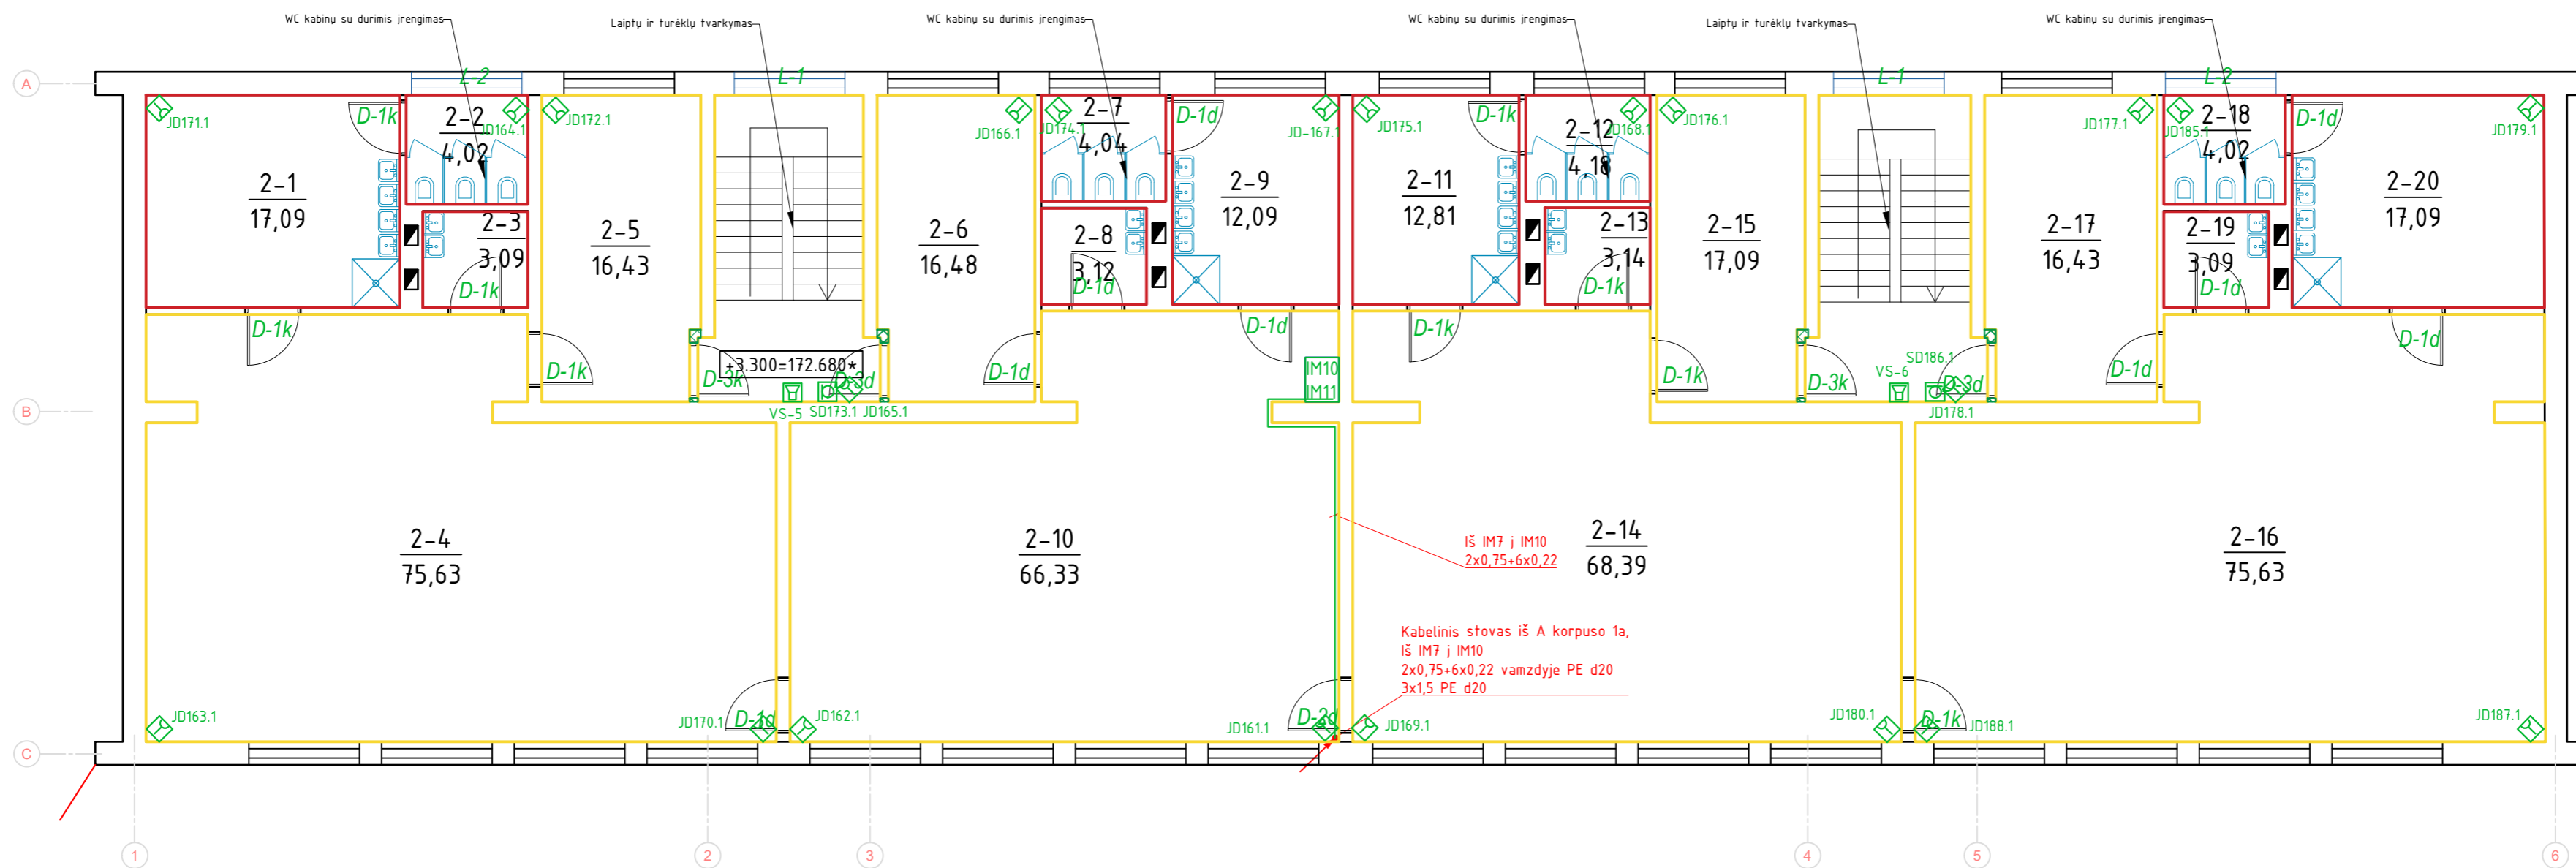 WC kabinų su durimis įrengimas
Laiptų ir turėklų tvarkymas
WC kabinų su durimis įrengimas
WC kabinų su durimis įrengimas
Laiptų ir turėklų tvarkymas
WC kabinų su durimis įrengimas
A
L-2
L-1
L-1
L-2
JD171.1
D-1k
2-2
4,02
JD164.1
JD172.1
JD166.1
JD174.1
2-7
4,04
D-1d
JD-167.1
JD175.1
D-1k
2-12
4,18
JD168.1
JD176.1
JD177.1
JD185.1
2-18
4,02
D-1d
JD179.1
2-1
17,09
2-3
3,09
D-1k
2-5
16,43
2-6
16,48
2-8
3,12
D-1d
2-9
12,09
2-11
12,81
2-13
3,14
D-1k
2-15
17,09
2-17
16,43
2-19
3,09
D-1d
2-20
17,09
D-1k
D-1k
+3.300=172.680*
D-3k
D-3d
D-1d
D-1d
IM10
IM11
D-1k
D-1k
D-3k
SD186.1
VS-6
D-3d
D-1d
D-1d
B
VS-5
SD173.1
JD165.1
JD178.1
2-4
75,63
2-10
66,33
Iš IM7 į IM10
2x0,75+6x0,22
2-14
68,39
2-16
75,63
Kabelinis stovas iš A korpuso 1a,
Iš IM7 į IM10
2x0,75+6x0,22 vamzdyje PE d20
3x1,5 PE d20
JD163.1
JD170.1
D-1d
JD162.1
JD161.1
D-2d
JD169.1
JD180.1
D-1k
JD188.1
JD187.1
C
1
2
3
4
5
6